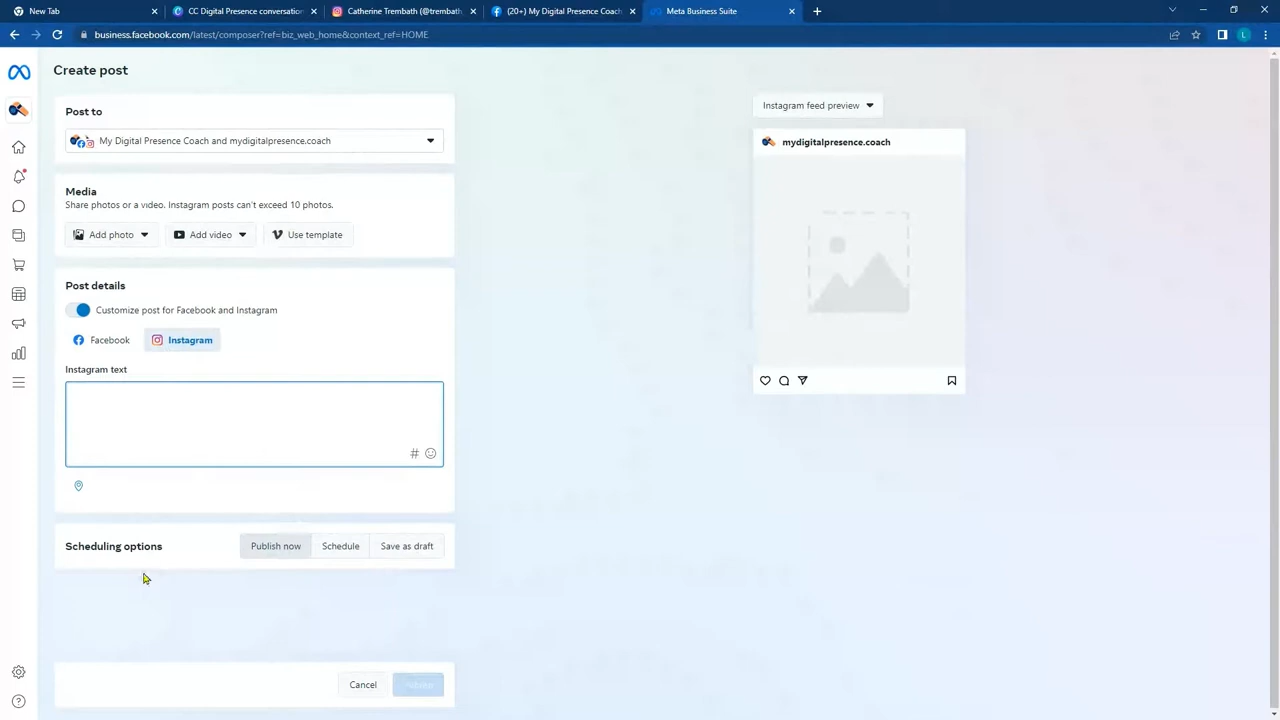 New Tab
CC Digital Presence conversation
Catherine Trembath (@trembath
(20+) My Digital Presence Coach
Meta Business Suite
business.facebook.com/latest/composer?ref=biz_web_home&context_ref=HOME
L
Create post
Post to
My Digital Presence Coach and mydigitalpresence.coach
Media
Share photos or a video. Instagram posts can't exceed 10 photos.
Add photo
Add video
Use template
Post details
Customize post for Facebook and Instagram
Facebook
Instagram
Instagram text
#
Scheduling options
Publish now
Schedule
Save as draft
Cancel
Instagram feed preview
mydigitalpresence.coach